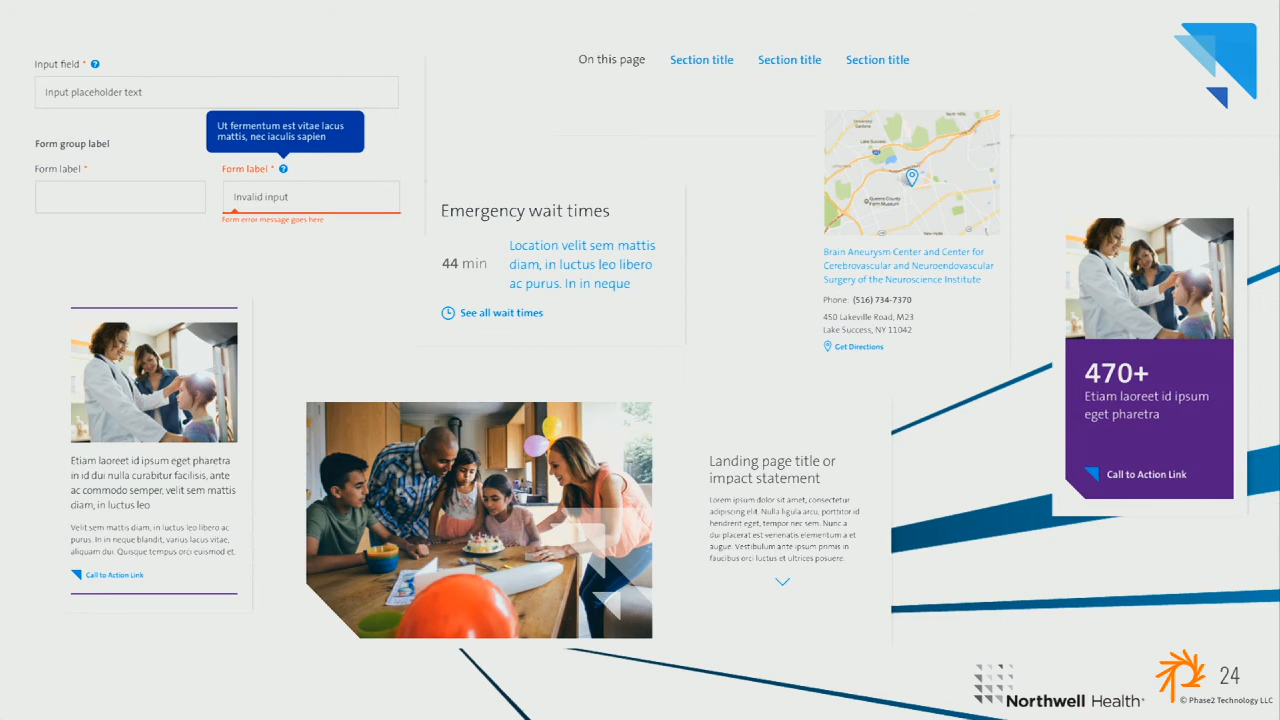 Input field
Input placeholder text
Ut fermentum est vitae lacus
mattis, nec iaculis sapien
Form group label
Form label *
Form label *
Invalid input
Form error message goes here
On this page
Section title
Section title
Section title
Emergency wait times
44 min
Location velit sem mattis
diam, in luctus leo libero
ac purus. In in neque
See all wait times
Lake Success
Queens County
Farm Museum
Brain Aneurysm Center and Center for
Cerebrovascular and Neuroendovascular
Surgery of the Neuroscience Institute
Phone: (516) 734-7370
450 Lakeville Road, M23
Lake Success, NY 11042
Get Directions
470+
Etiam laoreet id ipsum
eget pharetra
Call to Action Link
Etiam laoreet id ipsum eget pharetra
in id dui nulla curabitur facilisis, ante
ac commodo semper, velit sem mattis
diam, in luctus leo
Velit sem mattis diam, in luctus leo libero ac
purus. In in neque blandit, varius lacus vitae,
aliquam dui. Quisque tempus orci euismod et.
Call to Action Link
Landing page title or
impact statement
Lorem ipsum dolor sit amet, consectetur
adipiscing elit. Nulla ligula arcu, porttitor id
hendrerit eget, tempor nec sem. Nunc a
dui placerat est venenatis elementum a et
augue. Vestibulum ante ipsum primis in
faucibus orci luctus et ultrices posuere.
Northwell Health
24
© Phase2 Technology LLC